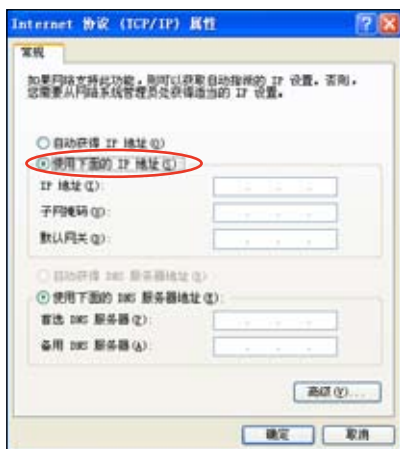 Internet 协议 (TCP/IP) 属性
常规
如果网络支持此功能，则可以获取自动指派的 IP 设置。否则，
您需要从网络系统管理员处获得适当的 IP 设置。
自动获得 IP 地址(O)
使用下面的 IP 地址(S):
IP 地址(I):
子网掩码(U):
默认网关(D):
自动获得 DNS 服务器地址(B)
使用下面的 DNS 服务器地址(E):
首选 DNS 服务器(P):
备用 DNS 服务器(A):
高级(V)...
确定
取消